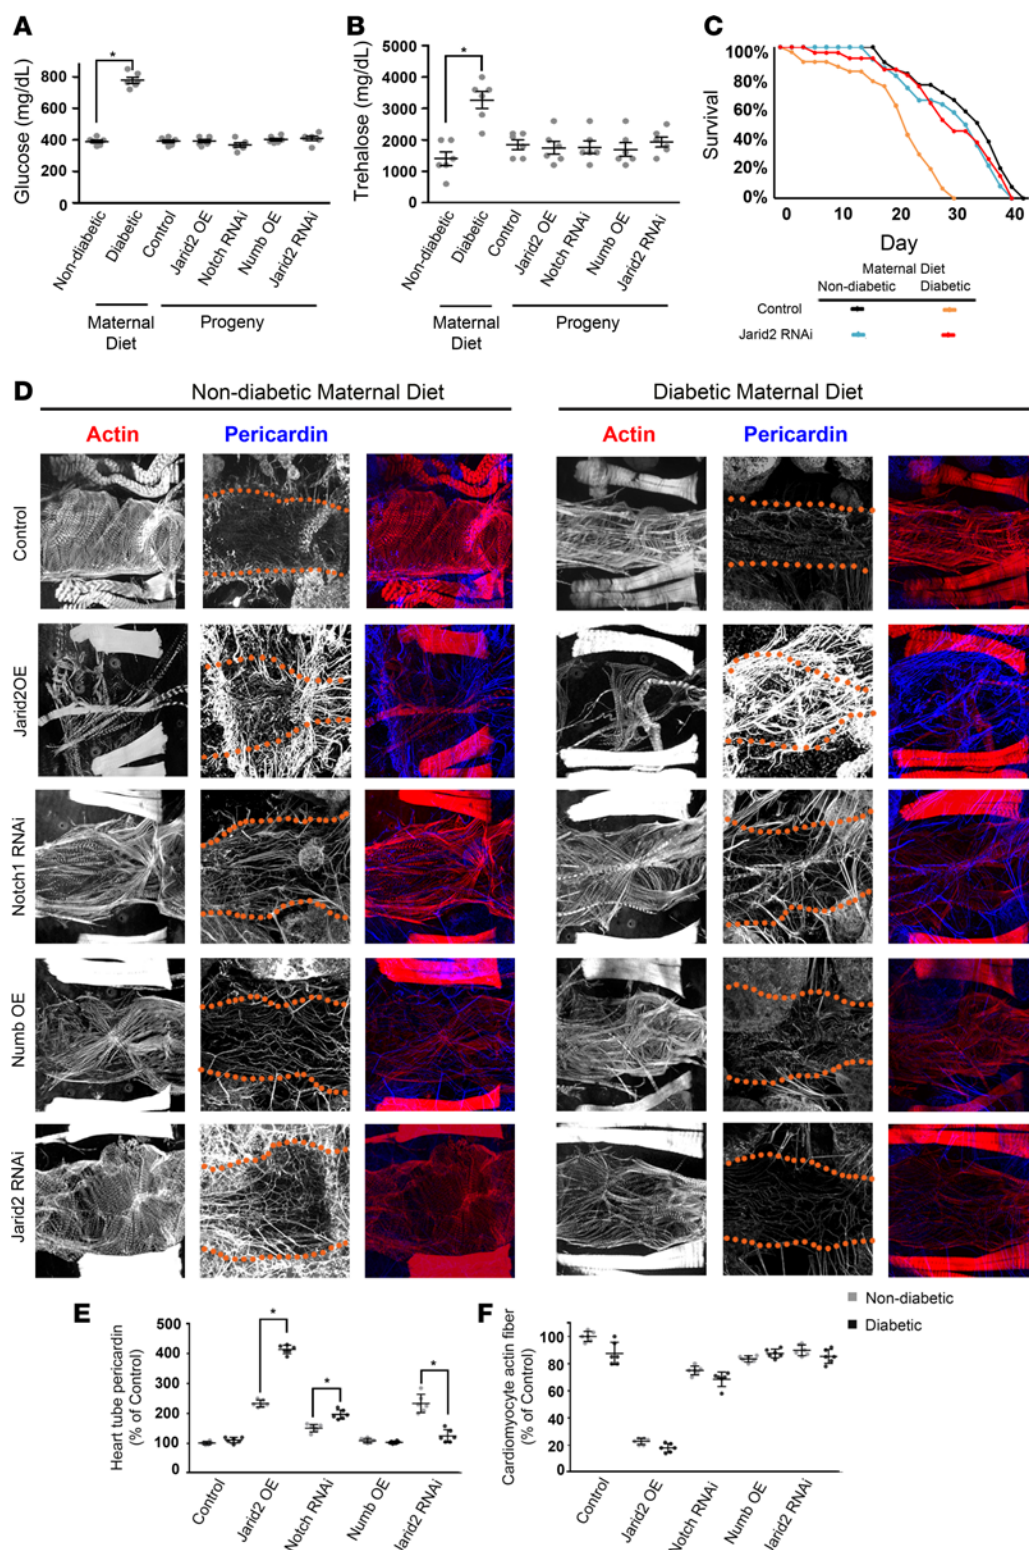 A
Glucose (mg/dL)
800
600
400
200
0
*
Non-diabetic
Diabetic
Control
Jarid2 OE
Notch RNAi
Numb OE
Jarid2 RNAi
Maternal
Diet
Progeny
B
Trehalose (mg/dL)
5000
4000
3000
2000
1000
0
*
Non-diabetic
Diabetic
Control
Jarid2 OE
Notch RNAi
Numb OE
Jarid2 RNAi
Maternal
Diet
Progeny
C
Survival
100%
80%
60%
40%
20%
0%
0 10 20 30 40
Day
Maternal Diet
Non-diabetic Diabetic
Control
Jarid2 RNAi
D
Non-diabetic Maternal Diet
Diabetic Maternal Diet
Actin Pericardin
Actin Pericardin
Control
Jarid2OE
Notch1 RNAi
Numb OE
Jarid2 RNAi
E
Heart tube pericardin
(% of Control)
500
400
300
200
100
0
*
*
*
Control
Jarid2 OE
Notch RNAi
Numb OE
Jarid2 RNAi
F
Non-diabetic
Diabetic
Cardiomyocyte actin fiber
(% of Control)
100
80
60
40
20
0
Control
Jarid2 OE
Notch RNAi
Numb OE
Jarid2 RNAi